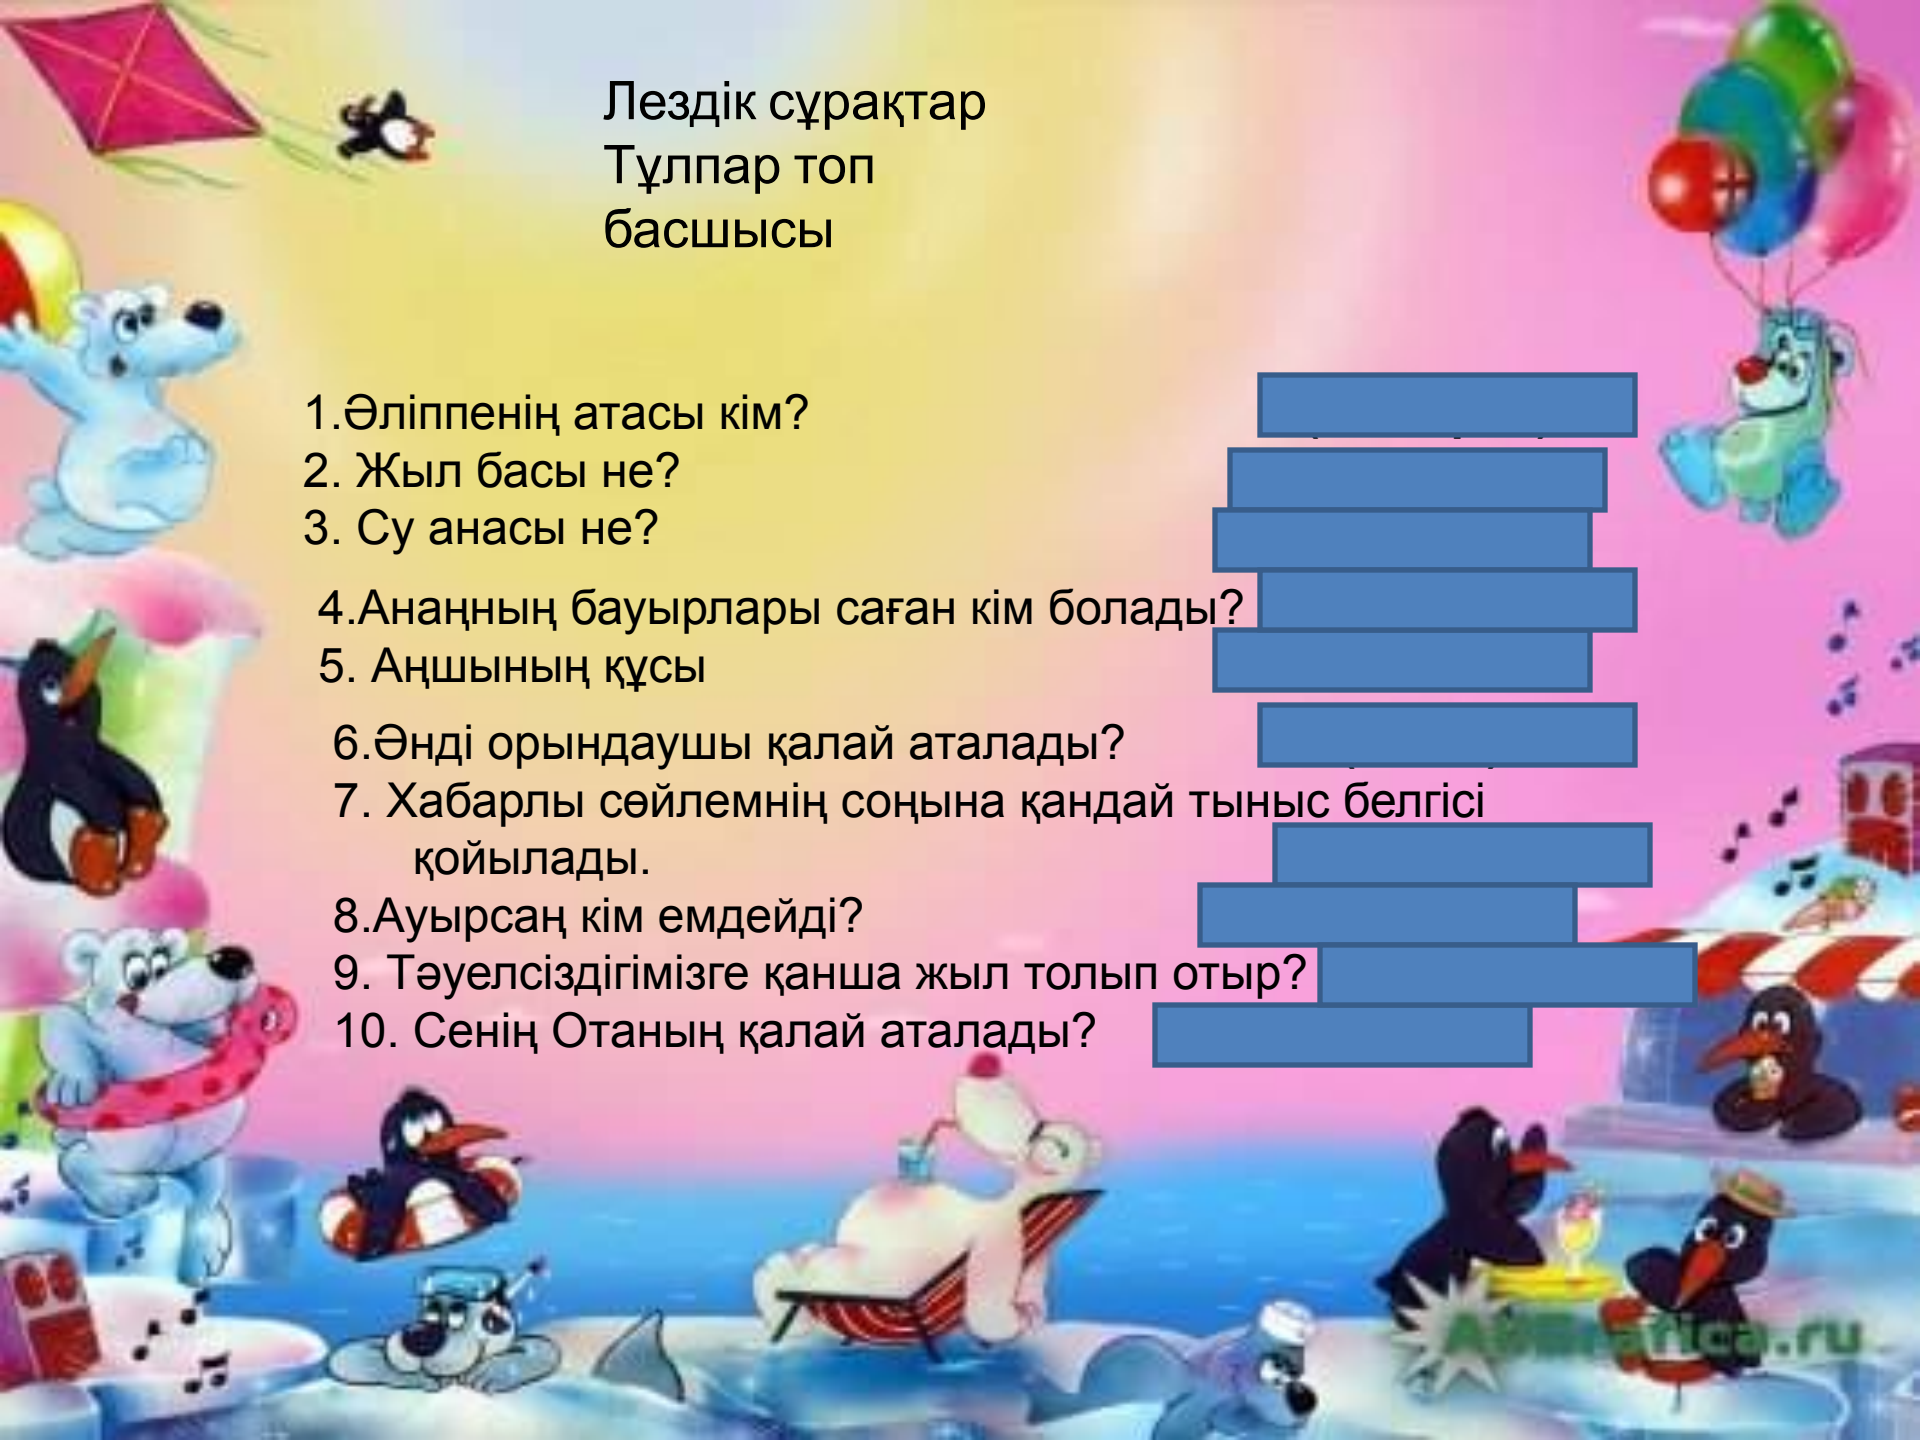 Лездік сұрақтар
Тұлпар топ
басшысы
1.Әліппенің атасы кім?
2. Жыл басы не?
3. Су анасы не?
4.Анаңның бауырлары саған кім болады?
5. Аңшының құсы
6.Әнді орындаушы қалай аталады?
7. Хабарлы сөйлемнің соңына қандай тыныс белгісі
қойылады.
8.Ауырсаң кім емдейді?
9. Тәуелсіздігімізге қанша жыл толып отыр?
10. Сенің Отаның қалай аталады?